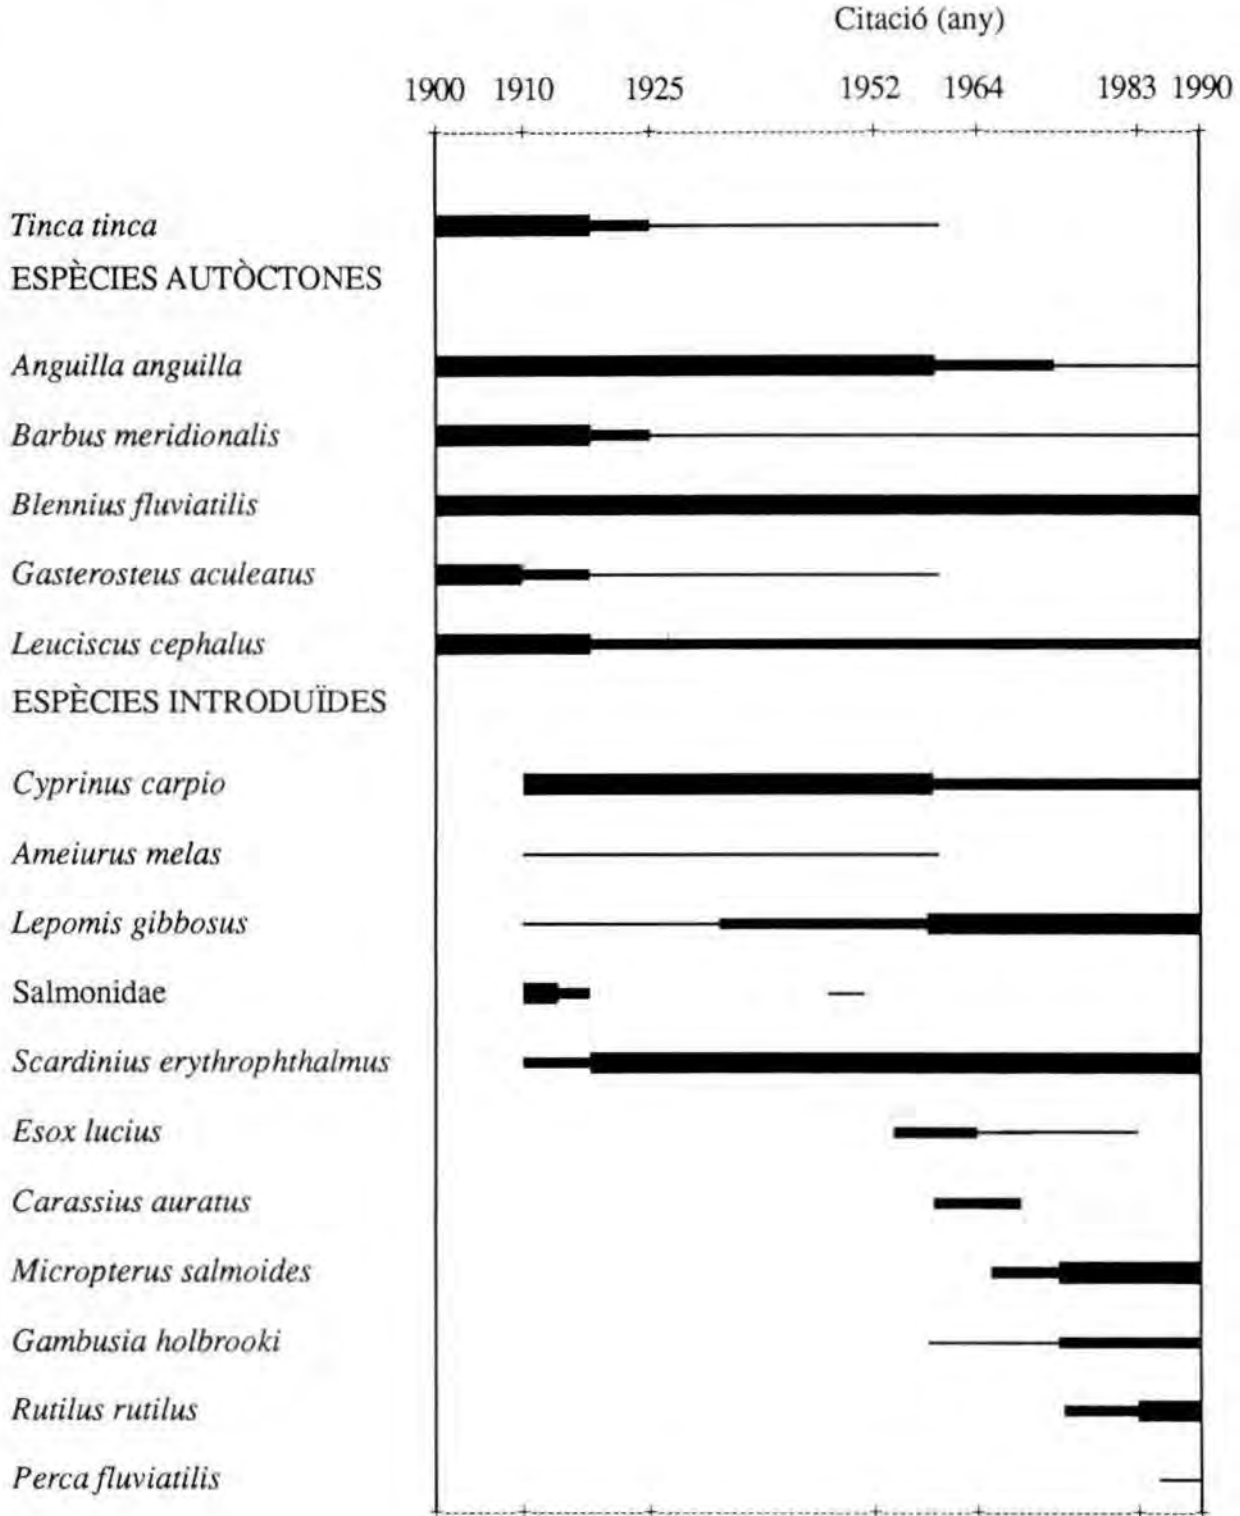 Citació (any)
1900 1910 1925 1952 1964 1983 1990
Tinca tinca
ESPÈCIES AUTÒCTONES
Anguilla anguilla
Barbus meridionalis
Blennius fluviatilis
Gasterosteus aculeatus
Leuciscus cephalus
ESPÈCIES INTRODUÏDES
Cyprinus carpio
Ameiurus melas
Lepomis gibbosus
Salmonidae
Scardinius erythrophthalmus
Esox lucius
Carassius auratus
Micropterus salmoides
Gambusia holbrooki
Rutilus rutilus
Perca fluviatilis